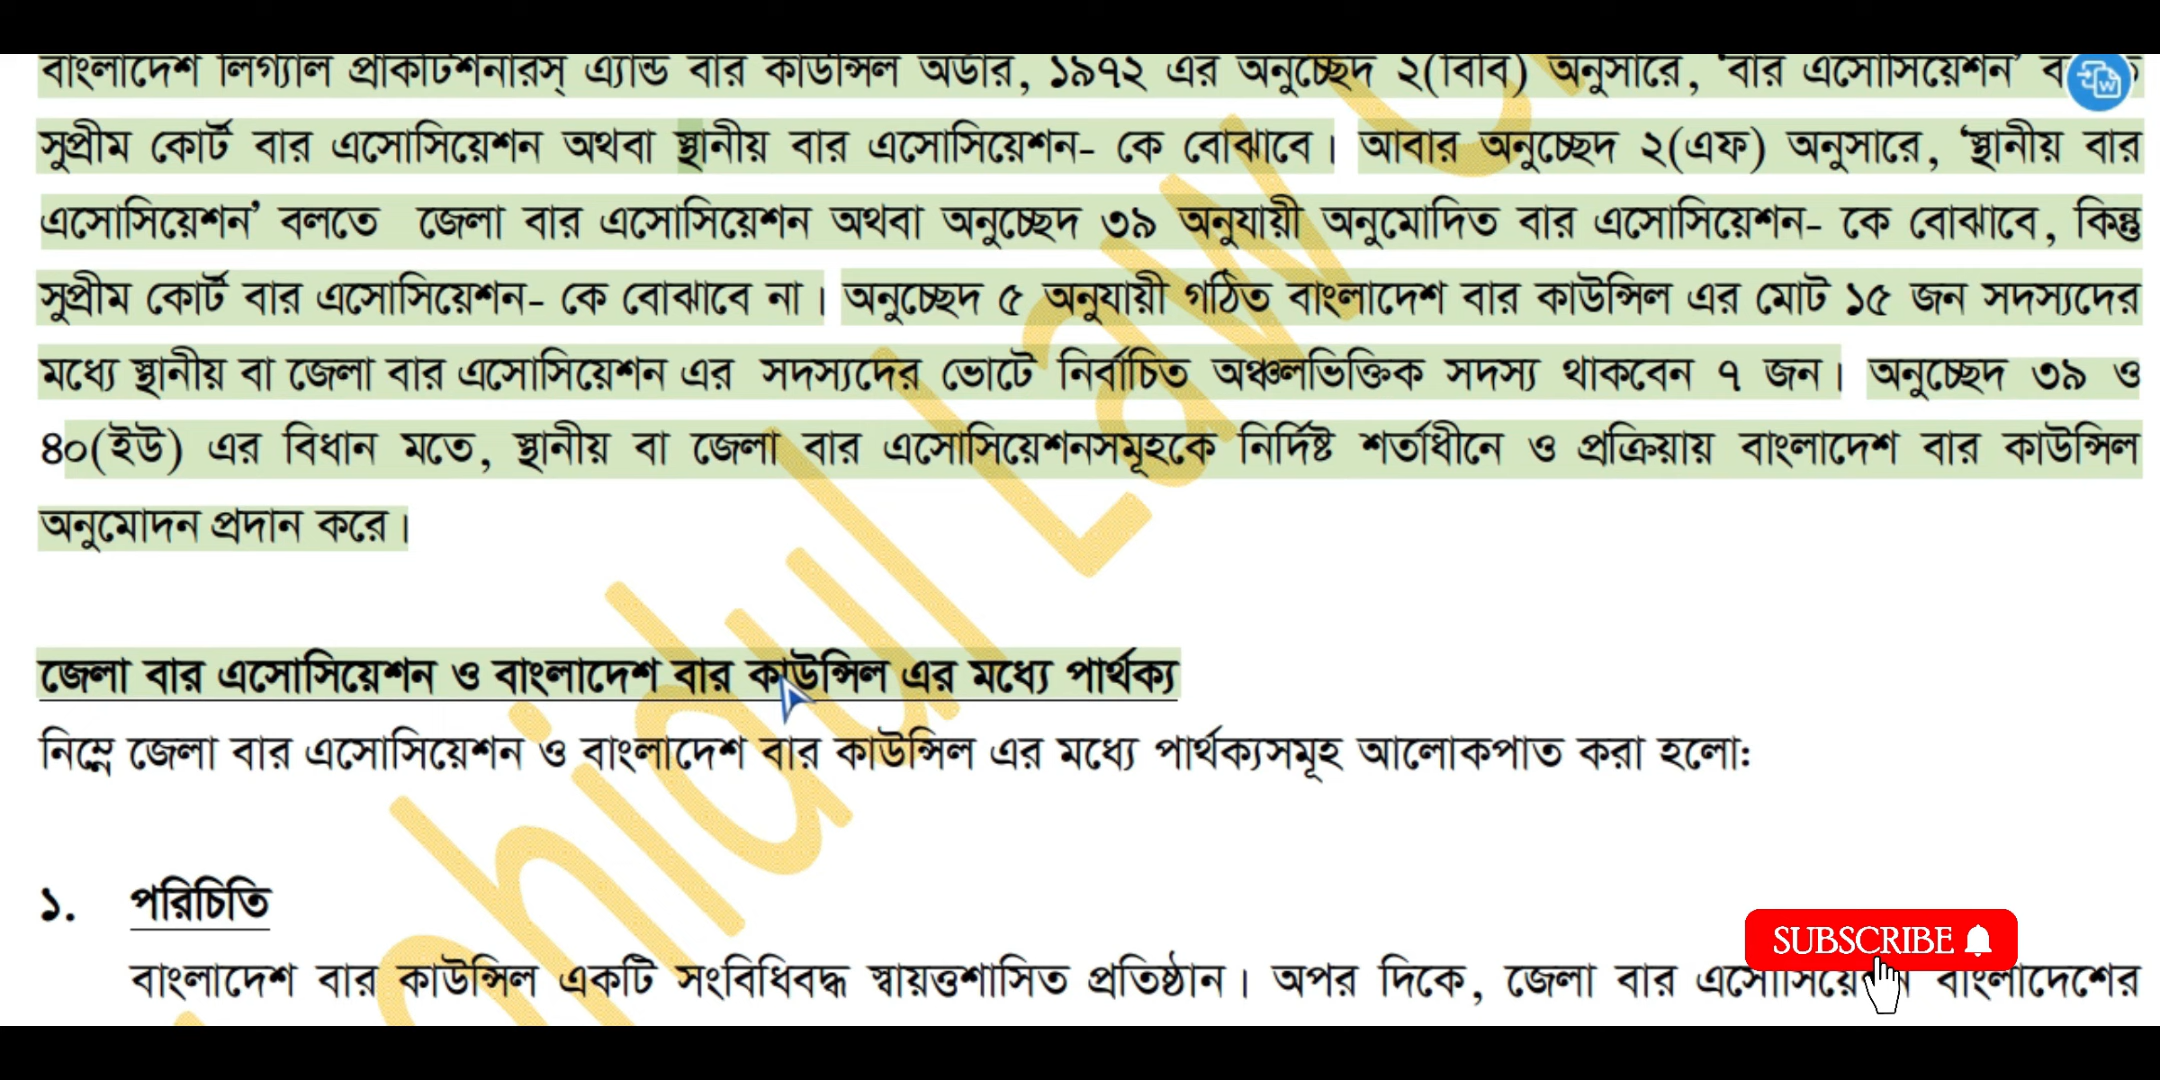 বাংলাদেশ লিগ্যাল প্রাকটিশনারস্ এ্যান্ড বার কাউন্সিল অর্ডার, ১৯৭২ এর অনুচ্ছেদ ২(বিবি) অনুসারে, 'বার এসোসিয়েশন'
সুপ্রীম কোর্ট বার এসোসিয়েশন অথবা স্থানীয় বার এসোসিয়েশন- কে বোঝাবে। আবার অনুচ্ছেদ ২(এফ) অনুসারে, 'স্থানীয় বার
এসোসিয়েশন' বলতে জেলা বার এসোসিয়েশন অথবা অনুচ্ছেদ ৩৯ অনুযায়ী অনুমোদিত বার এসোসিয়েশন- কে বোঝাবে, কিন্তু
সুপ্রীম কোর্ট বার এসোসিয়েশন- কে বোঝাবে না। অনুচ্ছেদ ৫ অনুযায়ী গঠিত বাংলাদেশ বার কাউন্সিল এর মোট ১৫ জন সদস্যদের
মধ্যে স্থানীয় বা জেলা বার এসোসিয়েশন এর সদস্যদের ভোটে নির্বাচিত অঞ্চলভিক্তিক সদস্য থাকবেন ৭ জন। অনুচ্ছেদ ৩৯ ও
৪০(ইউ) এর বিধান মতে, স্থানীয় বা জেলা বার এসোসিয়েশনসমূহকে নির্দিষ্ট শর্তাধীনে ও প্রক্রিয়ায় বাংলাদেশ বার কাউন্সিল
অনুমোদন প্রদান করে।
জেলা বার এসোসিয়েশন ও বাংলাদেশ বার কাউন্সিল এর মধ্যে পার্থক্য
নিম্নে জেলা বার এসোসিয়েশন ও বাংলাদেশ বার কাউন্সিল এর মধ্যে পার্থক্যসমূহ আলোকপাত করা হলো:
১. পরিচিতি
বাংলাদেশ বার কাউন্সিল একটি সংবিধিবদ্ধ স্বায়ত্তশাসিত প্রতিষ্ঠান। অপর দিকে, জেলা বার এসোসিয়েশন বাংলাদেশের
SUBSCRIBE